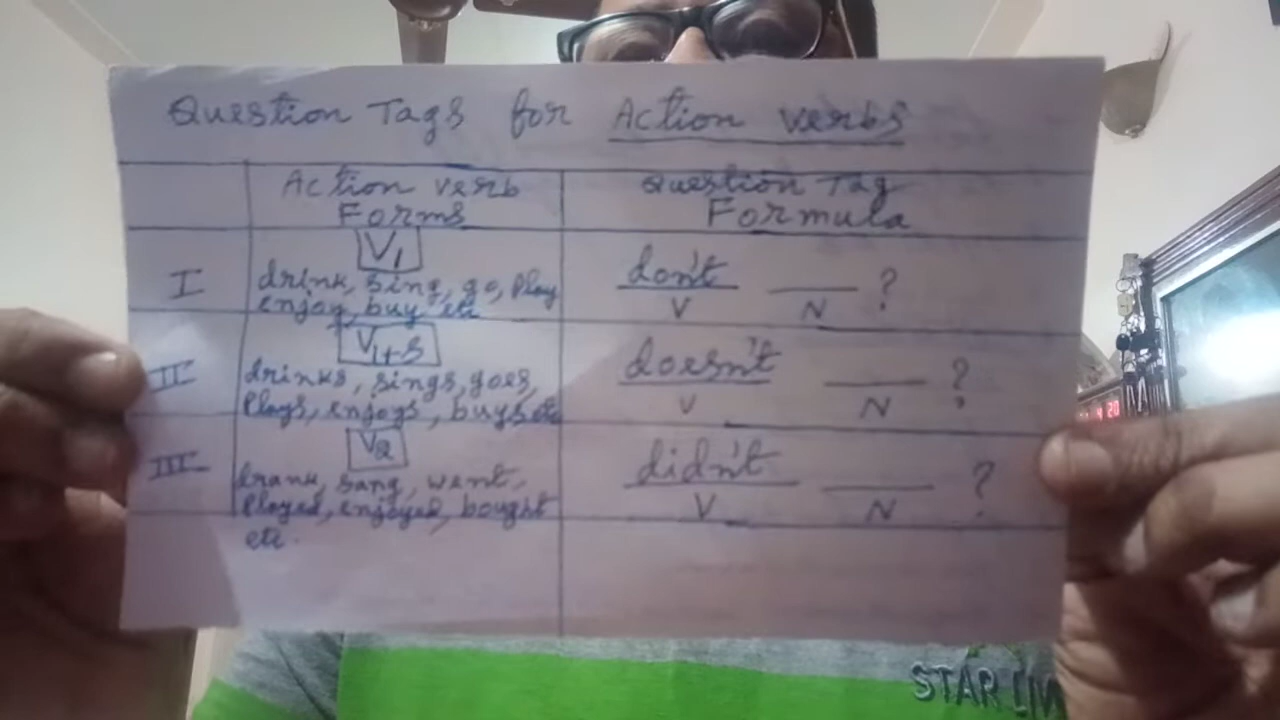 Question Tags for Action verbs
Action verb
Forms
Question Tag
Formula
I
V1
drink, sing, go, Play
enjoy, buy etc
don't ?
V N
II
V1+s
drinks, sings, goes,
Plays, enjoys, buys etc
doesn't ?
V N
III
V2
drank, sang, went,
Played, enjoyed, bought
etc.
didn't ?
V N
4 20
STAR